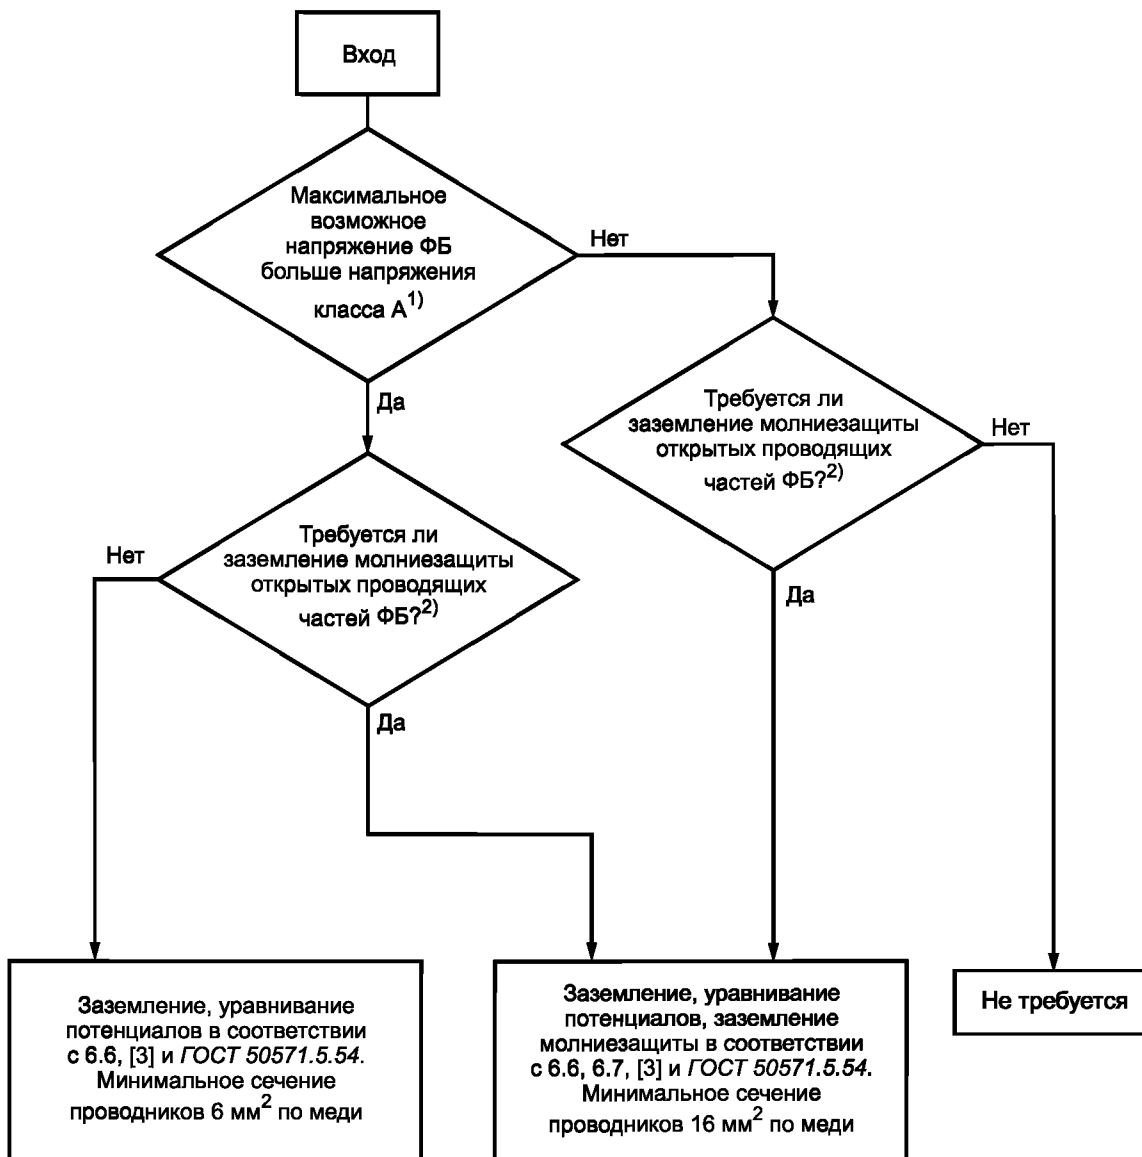 Вход
Максимальное
возможное
напряжение ФБ
больше напряжения
класса А1)
Нет
Да
Требуется ли
заземление молниезащиты
открытых проводящих
частей ФБ?2)
Нет
Да
Требуется ли
заземление молниезащиты
открытых проводящих
частей ФБ?2)
Нет
Да
Заземление, уравнивание
потенциалов в соответствии
с 6.6, [3] и ГОСТ 50571.5.54.
Минимальное сечение
проводников 6 мм2 по меди
Заземление, уравнивание
потенциалов, заземление
молниезащиты в соответствии
с 6.6, 6.7, [3] и ГОСТ 50571.5.54.
Минимальное сечение
проводников 16 мм2 по меди
Не требуется